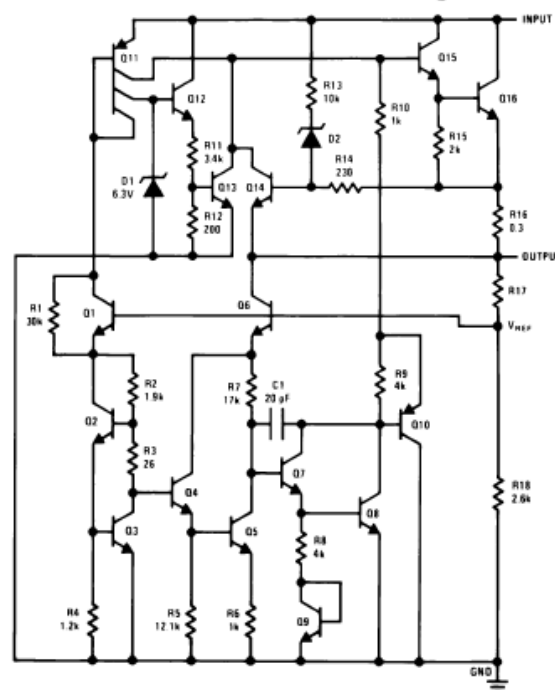 INPUT
Q11
Q15
Q12
R13
10k
R10
1k
Q16
R11
3.4k
D2
R15
2k
D1
6.3V
Q13
Q14
R14
230
R12
200
R16
0.3
OUTPU
R17
R1
30k
Q1
Q6
VREF
R2
1.9k
R7
17k
C1
20 pF
R9
4k
Q2
Q10
R3
26
Q4
Q7
R18
2.6k
Q3
Q5
Q8
R8
4k
R4
1.2k
R5
12.1k
R6
1k
Q9
GND